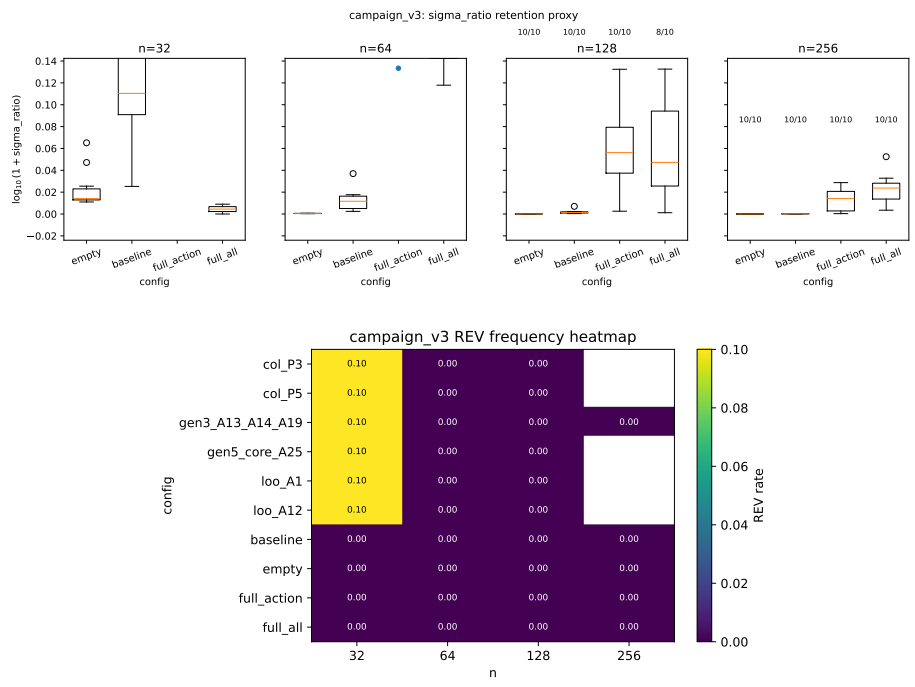 campaign_v3: sigma_ratio retention proxy
10/10 10/10 10/10 8/10
n=32 n=64 n=128 n=256
log10(1 + sigma_ratio)
0.14
0.12
0.10
0.08
0.06
0.04
0.02
0.00
−0.02
10/10 10/10 10/10 10/10
empty baseline full_action full_all
empty baseline full_action full_all
empty baseline full_action full_all
empty baseline full_action full_all
config config config config
campaign_v3 REV frequency heatmap
config
col_P3 0.10 0.00 0.00
col_P5 0.10 0.00 0.00
gen3_A13_A14_A19 0.10 0.00 0.00 0.00
gen5_core_A25 0.10 0.00 0.00
loo_A1 0.10 0.00 0.00
loo_A12 0.10 0.00 0.00
baseline 0.00 0.00 0.00 0.00
empty 0.00 0.00 0.00 0.00
full_action 0.00 0.00 0.00 0.00
full_all 0.00 0.00 0.00 0.00
32 64 128 256
n
0.10
0.08
0.06
0.04
0.02
0.00
REV rate